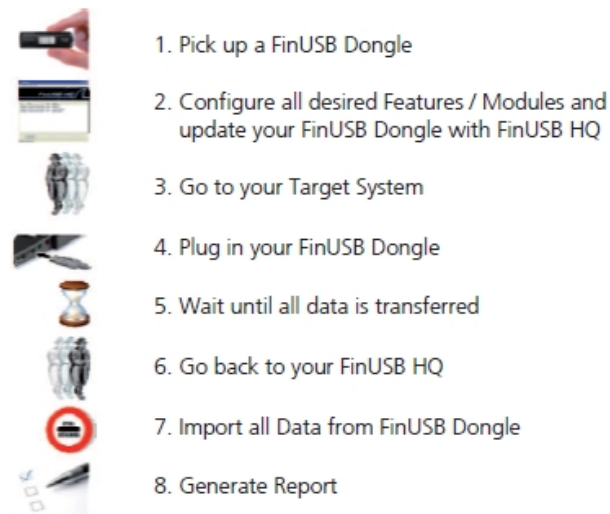 1. Pick up a FinUSB Dongle
2. Configure all desired Features / Modules and
update your FinUSB Dongle with FinUSB HQ
3. Go to your Target System
4. Plug in your FinUSB Dongle
5. Wait until all data is transferred
6. Go back to your FinUSB HQ
7. Import all Data from FinUSB Dongle
8. Generate Report